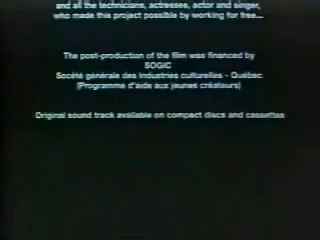 and all the technicians, actresses, actor and singer,
who made this project possible by working for free...
The post-production of the film was financed by
SOGIC
Société générale des industries culturelles - Québec
(Programme d'aide aux jeunes créateurs)
Original sound track available on compact discs and cassettes